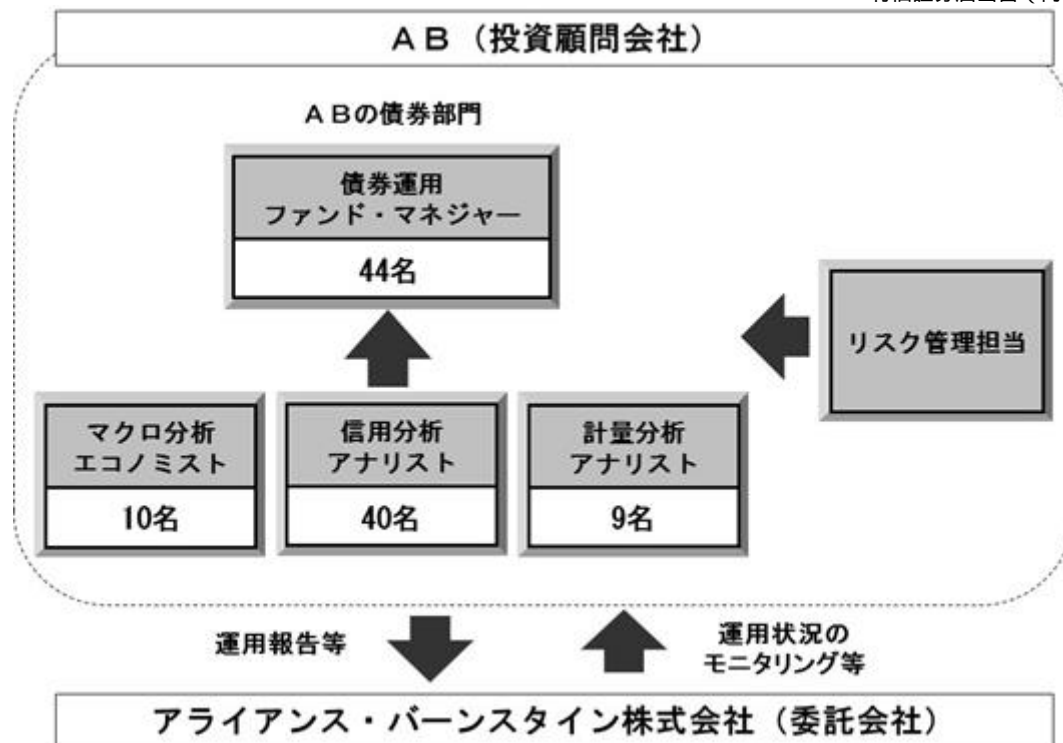 ＡＢ（投資顧問会社）
ＡＢの債券部門
債券運用
ファンド・マネジャー
44名
リスク管理担当
マクロ分析
エコノミスト
10名
信用分析
アナリスト
40名
計量分析
アナリスト
9名
運用報告等
運用状況の
モニタリング等
アライアンス・バーンスタイン株式会社（委託会社）